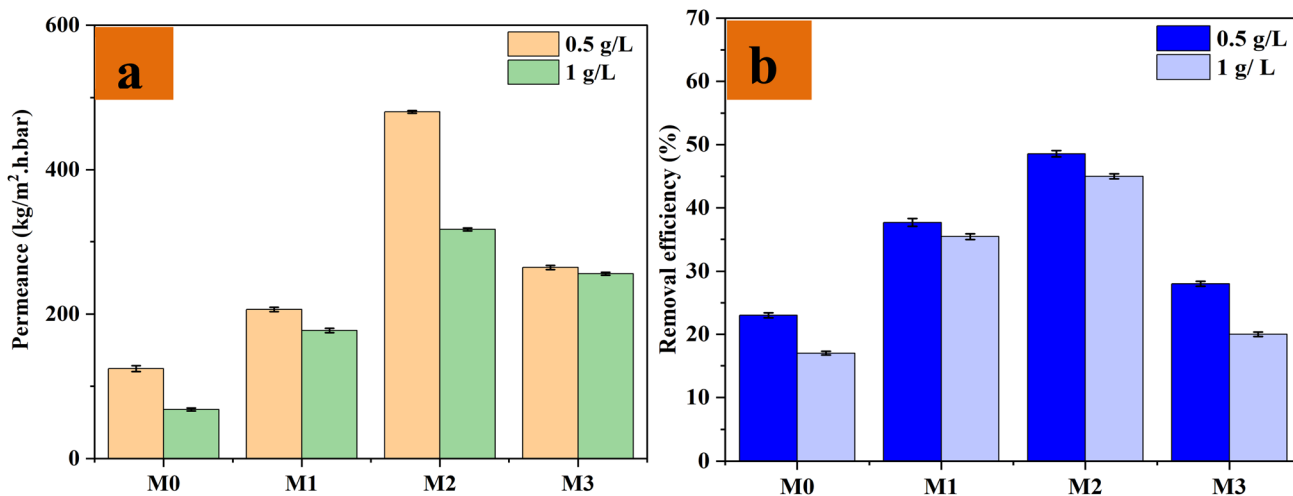 a
0.5 g/L
1 g/L
Permeance (kg/m².h.bar)
600
400
200
0
M0 M1 M2 M3
b
0.5 g/L
1 g/ L
Removal efficiency (%)
70
60
50
40
30
20
10
0
M0 M1 M2 M3